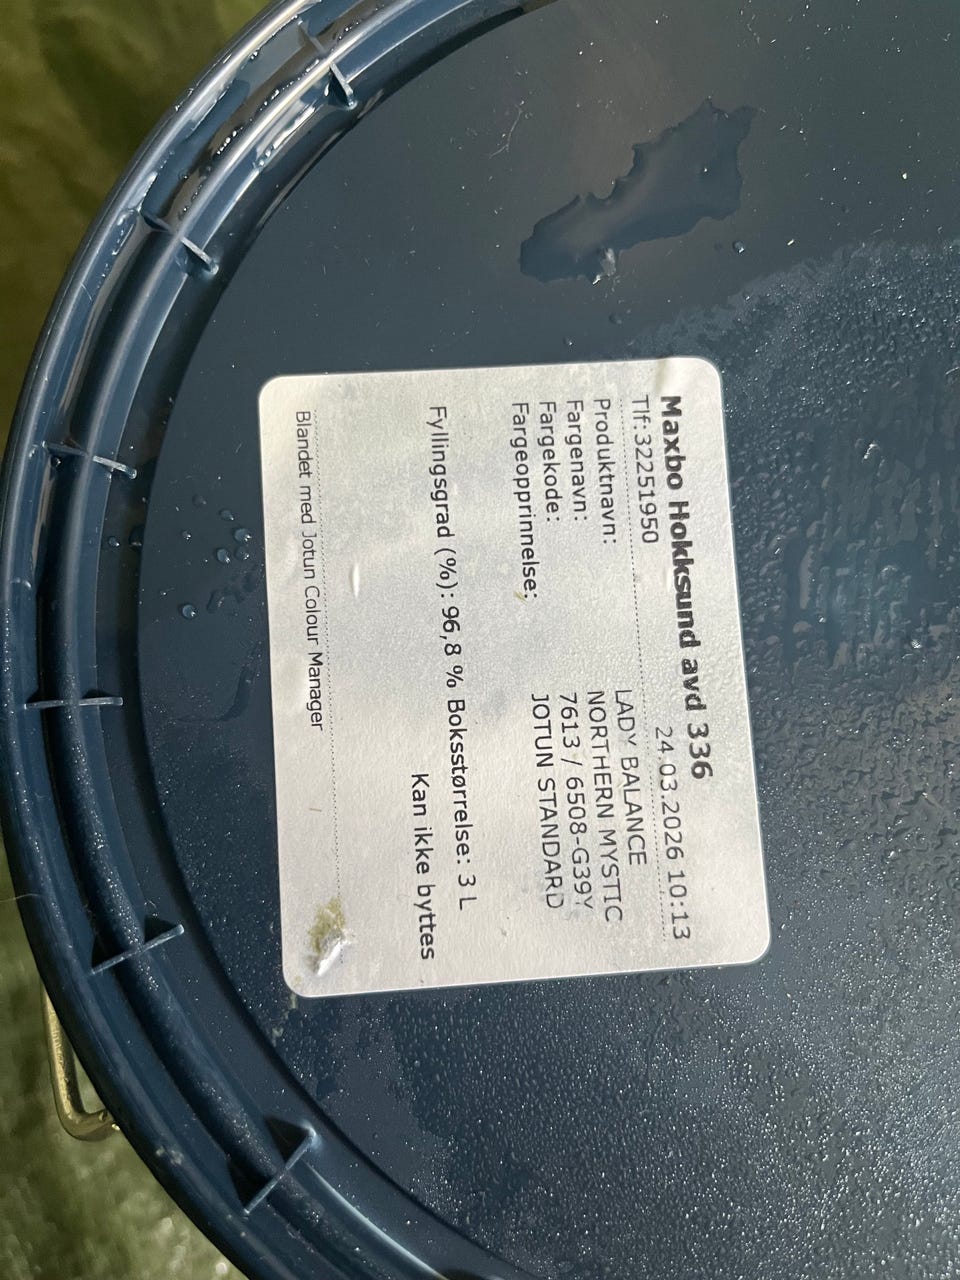 Maxbo Hokksund avd 336
Tlf:32251950 24.03.2026 10:13
Produktnavn: LADY BALANCE
Fargenavn: NORTHERN MYSTIC
Fargekode: 7613 / 6508-G39Y
Fargeopprinnelse: JOTUN STANDARD
Fyllingsgrad (%): 96,8 % Boksstørrelse: 3 L
Kan ikke byttes
Blandet med Jotun Colour Manager